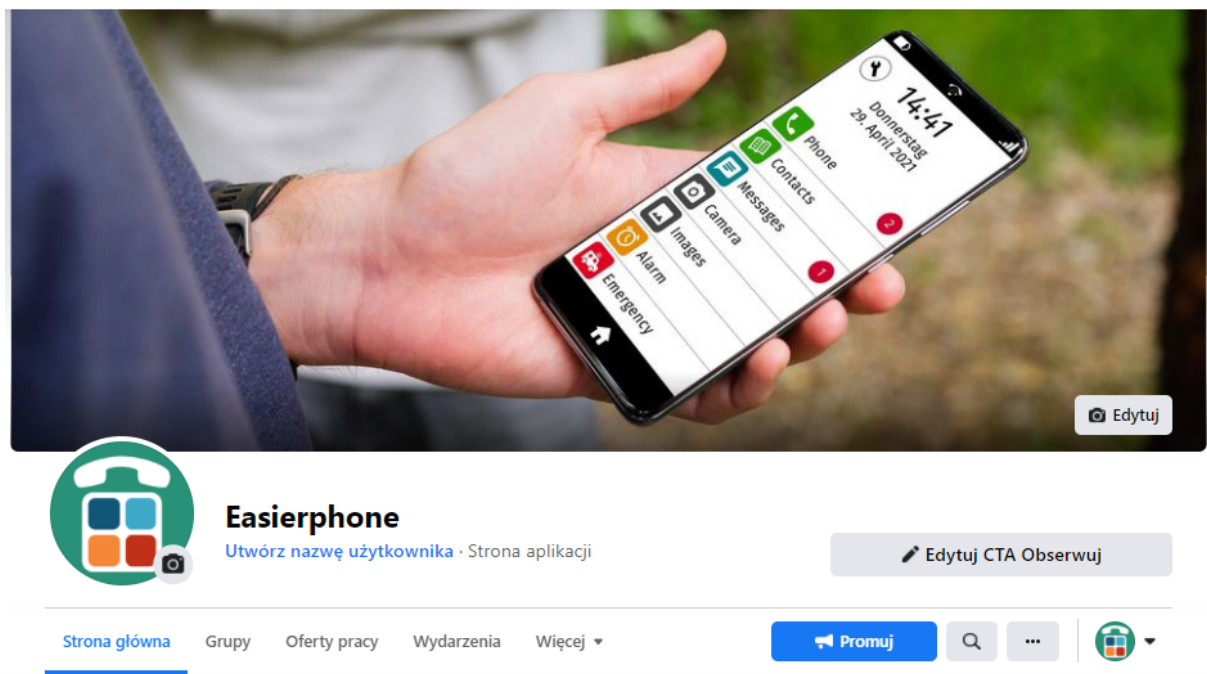 14:41
Donnerstag
29. April 2021
Phone
Contacts
2
Messages
Camera
1
Images
Alarm
Emergency
Edytuj
Easierphone
Utwórz nazwę użytkownika · Strona aplikacji
Edytuj CTA Obserwuj
Strona główna Grupy Oferty pracy Wydarzenia Więcej
Promuj